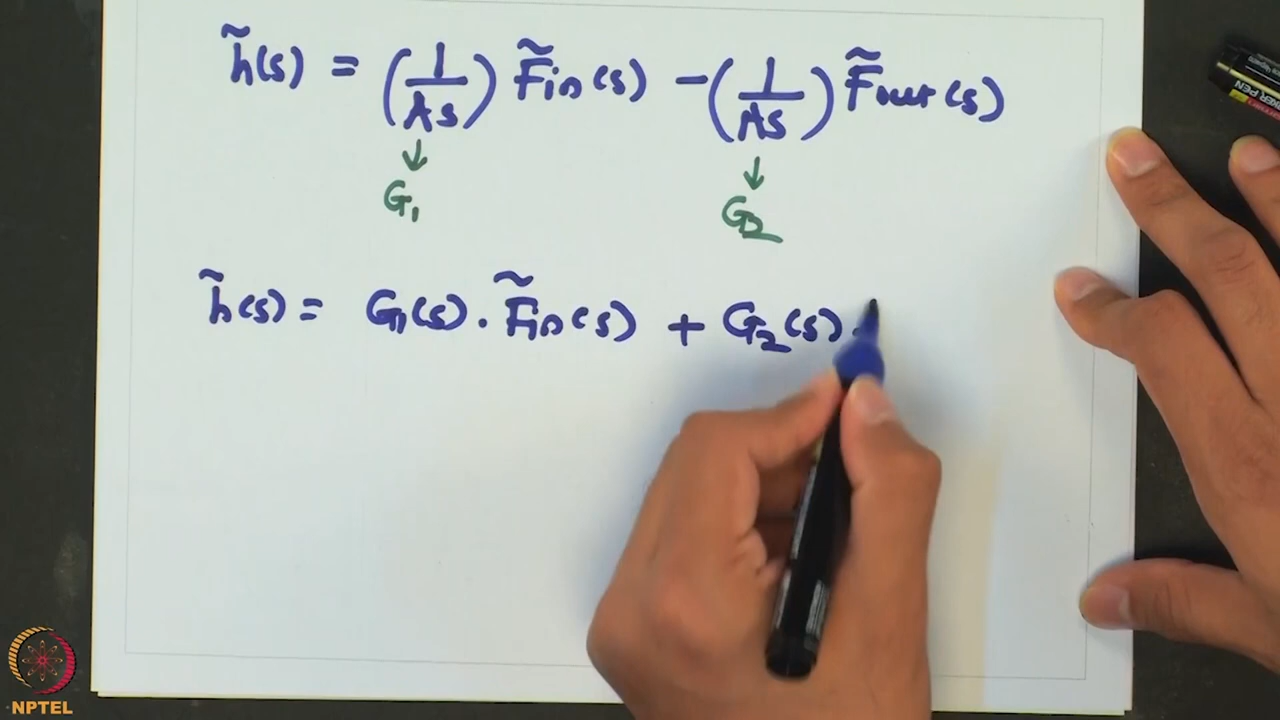 h̃(s) = (1/As) F̃in(s) - (1/As) F̃out(s)
↓ ↓
G₁ G₂
h̃(s) = G₁(s) · F̃in(s) + G₂(s) ·
NPTEL